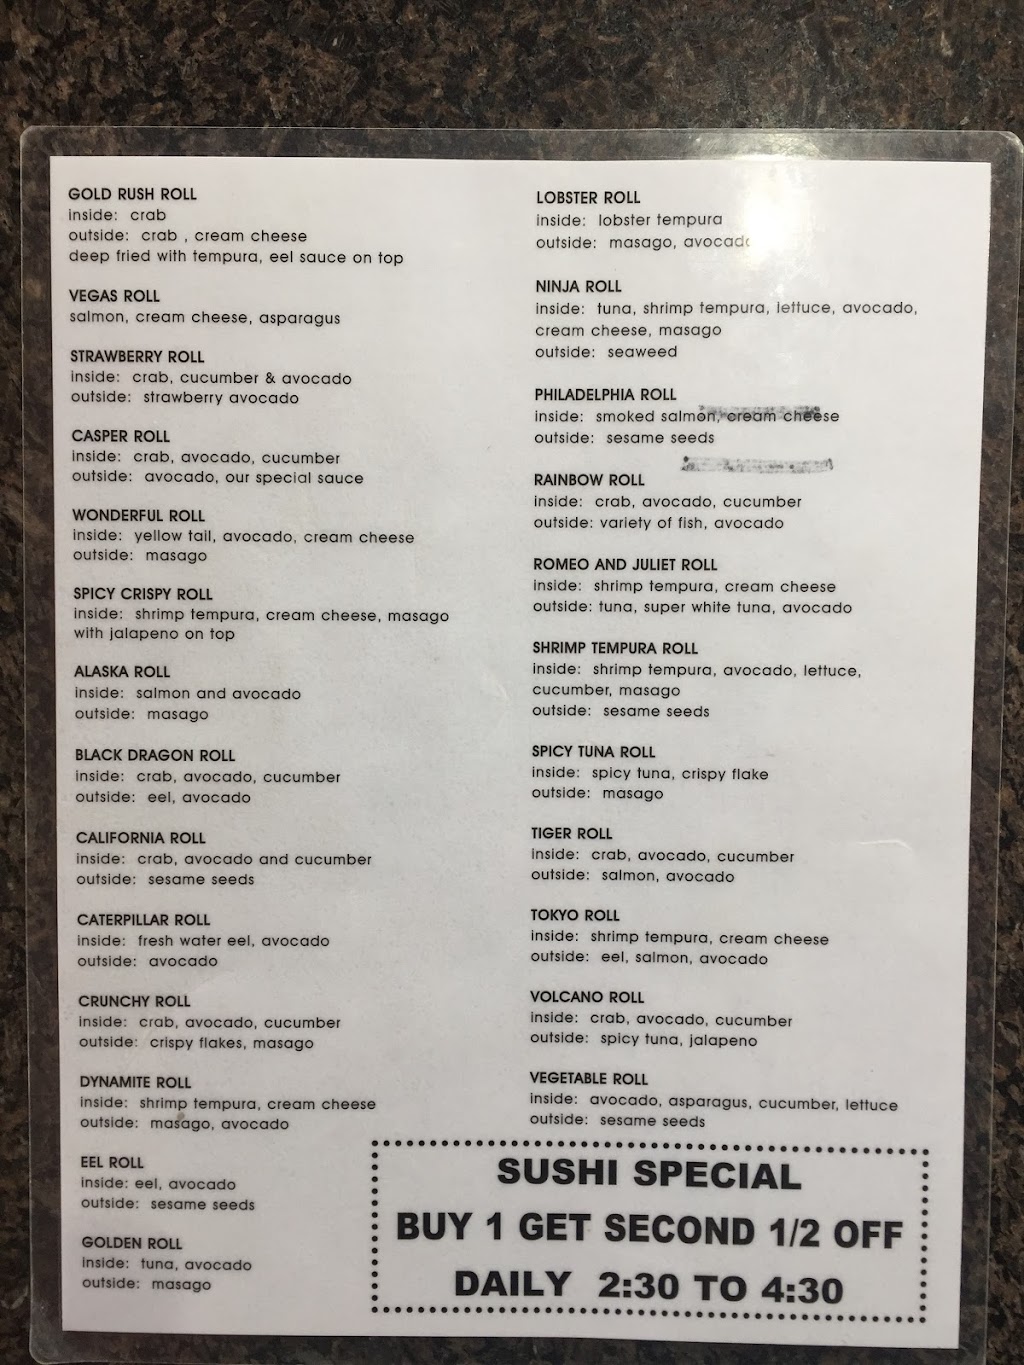 GOLD RUSH ROLL
inside: crab
outside: crab , cream cheese
deep fried with tempura, eel sauce on top
VEGAS ROLL
salmon, cream cheese, asparagus
STRAWBERRY ROLL
inside: crab, cucumber & avocado
outside: strawberry avocado
CASPER ROLL
inside: crab, avocado, cucumber
outside: avocado, our special sauce
WONDERFUL ROLL
inside: yellow tail, avocado, cream cheese
outside: masago
SPICY CRISPY ROLL
inside: shrimp tempura, cream cheese, masago
with jalapeno on top
ALASKA ROLL
inside: salmon and avocado
outside: masago
BLACK DRAGON ROLL
inside: crab, avocado, cucumber
outside: eel, avocado
CALIFORNIA ROLL
inside: crab, avocado and cucumber
outside: sesame seeds
CATERPILLAR ROLL
inside: fresh water eel, avocado
outside: avocado
CRUNCHY ROLL
inside: crab, avocado, cucumber
outside: crispy flakes, masago
DYNAMITE ROLL
inside: shrimp tempura, cream cheese
outside: masago, avocado
EEL ROLL
inside: eel, avocado
outside: sesame seeds
GOLDEN ROLL
inside: tuna, avocado
outside: masago
LOBSTER ROLL
inside: lobster tempura
outside: masago, avocado
NINJA ROLL
inside: tuna, shrimp tempura, lettuce, avocado,
cream cheese, masago
outside: seaweed
PHILADELPHIA ROLL
inside: smoked salmon, cream cheese
outside: sesame seeds
RAINBOW ROLL
inside: crab, avocado, cucumber
outside: variety of fish, avocado
ROMEO AND JULIET ROLL
inside: shrimp tempura, cream cheese
outside: tuna, super white tuna, avocado
SHRIMP TEMPURA ROLL
inside: shrimp tempura, avocado, lettuce,
cucumber, masago
outside: sesame seeds
SPICY TUNA ROLL
inside: spicy tuna, crispy flake
outside: masago
TIGER ROLL
inside: crab, avocado, cucumber
outside: salmon, avocado
TOKYO ROLL
inside: shrimp tempura, cream cheese
outside: eel, salmon, avocado
VOLCANO ROLL
inside: crab, avocado, cucumber
outside: spicy tuna, jalapeno
VEGETABLE ROLL
inside: avocado, asparagus, cucumber, lettuce
outside: sesame seeds
SUSHI SPECIAL
BUY 1 GET SECOND 1/2 OFF
DAILY 2:30 TO 4:30